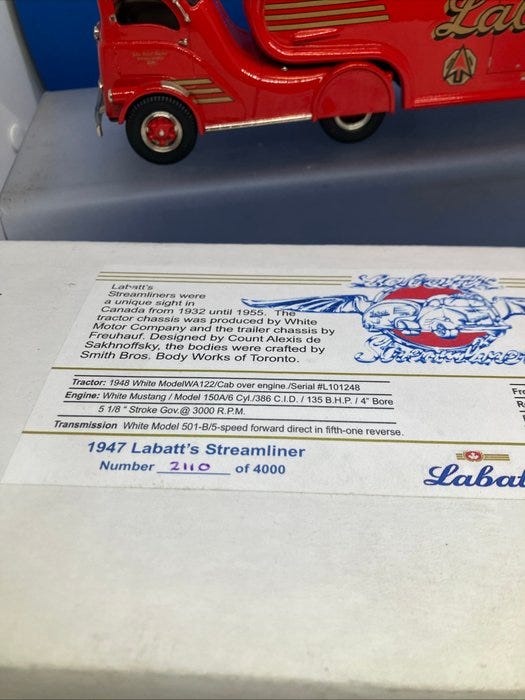 Lab
Labatt's
Streamliners were
a unique sight in
Canada from 1932 until 1955. The
tractor chassis was produced by White
Motor Company and the trailer chassis by
Freuhauf. Designed by Count Alexis de
Sakhnoffsky, the bodies were crafted by
Smith Bros. Body Works of Toronto.
Tractor: 1948 White ModelWA122/Cab over engine./Serial #L101248
Engine: White Mustang / Model 150A/6 Cyl./386 C.I.D. / 135 B.H.P. / 4" Bore
5 1/8 " Stroke Gov.@ 3000 R.P.M.
Transmission White Model 501-B/5-speed forward direct in fifth-one reverse.
1947 Labatt's Streamliner
Number 2110 of 4000
Labat